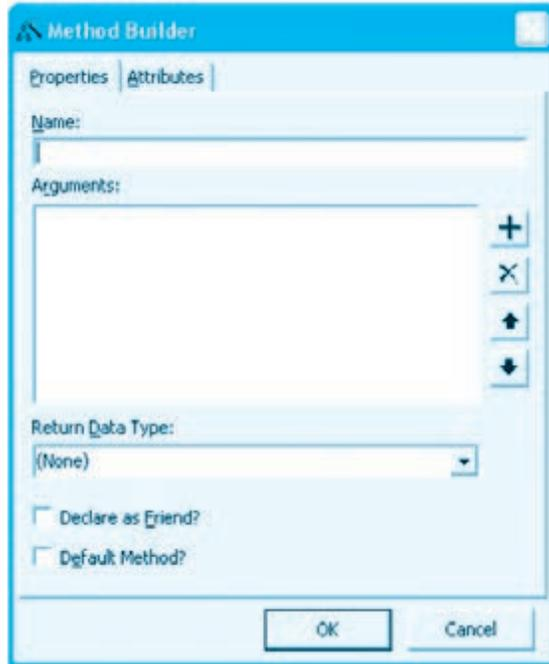 Method Builder
Properties Attributes
Name:
Arguments:
Return Data Type:
(None)
Declare as Friend?
Default Method?
OK Cancel